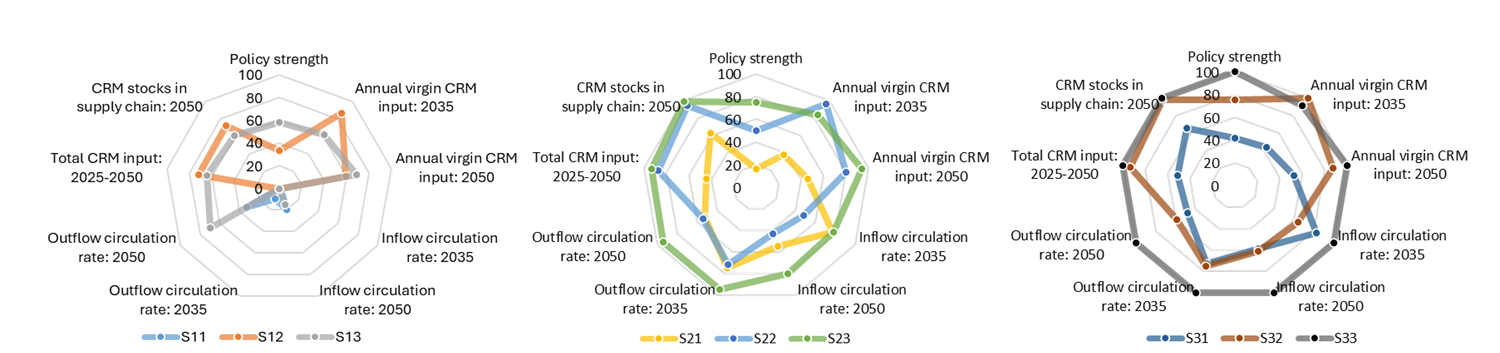 Policy strength
100
80
60
40
20
0
CRM stocks in
supply chain: 2050
Annual virgin CRM
input: 2035
Total CRM input:
2025-2050
Annual virgin CRM
input: 2050
Outflow circulation
rate: 2050
Inflow circulation
rate: 2035
Outflow circulation
rate: 2035
Inflow circulation
rate: 2050
S11 S12 S13
Policy strength
100
80
60
40
20
0
CRM stocks in
supply chain: 2050
Annual virgin CRM
input: 2035
Total CRM input:
2025-2050
Annual virgin CRM
input: 2050
Outflow circulation
rate: 2050
Inflow circulation
rate: 2035
Outflow circulation
rate: 2035
Inflow circulation
rate: 2050
S21 S22 S23
Policy strength
100
80
60
40
20
0
CRM stocks in
supply chain: 2050
Annual virgin CRM
input: 2035
Total CRM input:
2025-2050
Annual virgin CRM
input: 2050
Outflow circulation
rate: 2050
Inflow circulation
rate: 2035
Outflow circulation
rate: 2035
Inflow circulation
rate: 2050
S31 S32 S33